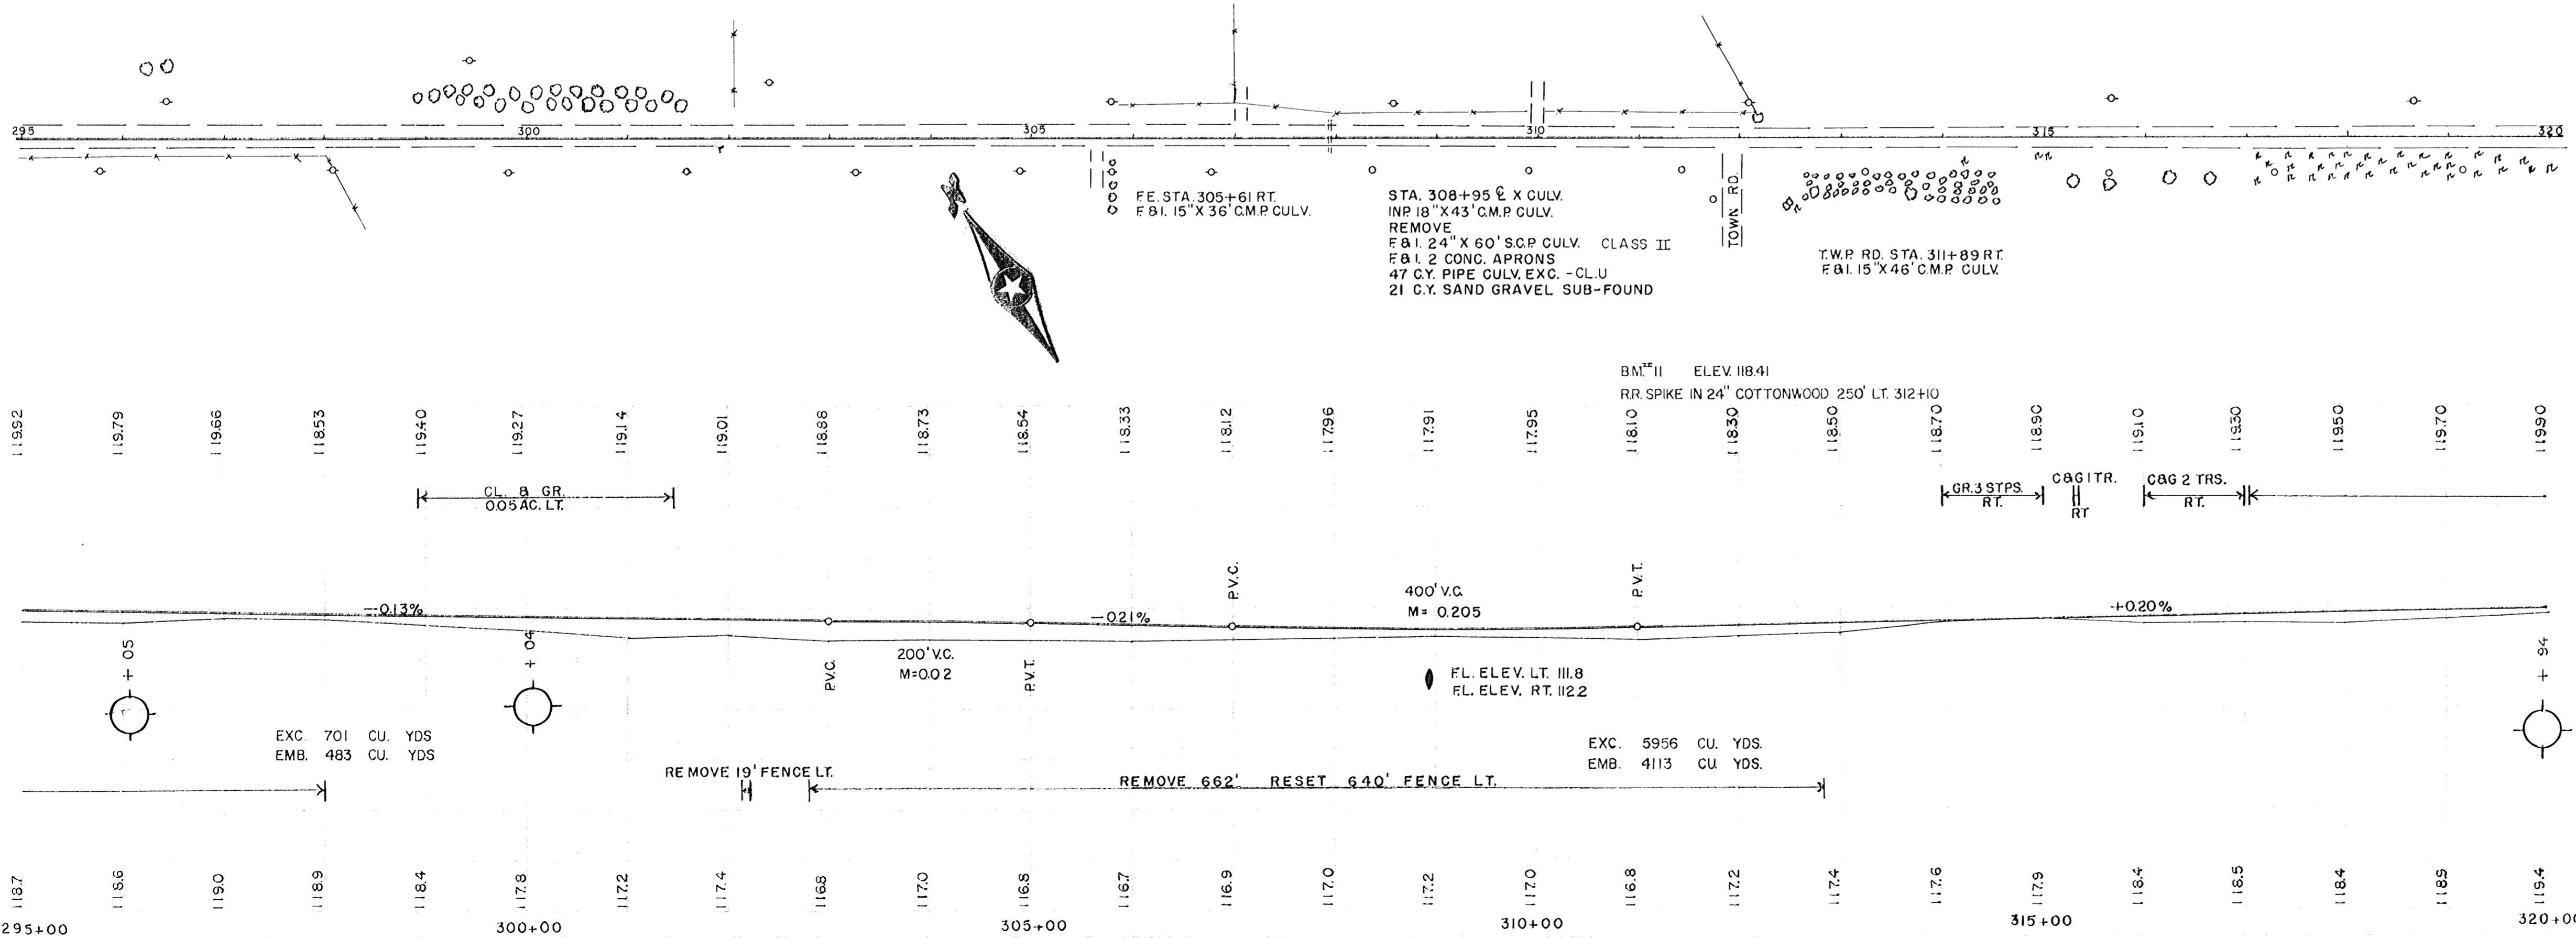 295
300
305
310
315
320
F.E. STA. 305+61 RT.
F.&I. 15"X 36' C.M.P. CULV.
STA. 308+95 ℄ X CULV.
INP. 18"X43' C.M.P. CULV.
REMOVE
F.&I. 24" X 60' S.C.P. CULV. CLASS II
F.&I. 2 CONC. APRONS
47 C.Y. PIPE CULV. EXC. -CL.U
21 C.Y. SAND GRAVEL SUB-FOUND
TOWN RD.
T.W.P. RD. STA. 311+89 RT.
F.&I. 15"X46' C.M.P. CULV.
B.M. 11 ELEV. 118.41
R.R. SPIKE IN 24" COTTONWOOD 250' LT. 312+10
119.92 119.79 119.66 118.53 119.40 119.27 119.14 119.01 118.88 118.73 118.54 118.33 118.12 117.96 117.91 117.95 118.10 118.30 118.50 118.70 118.90 119.10 119.30 119.50 119.70 119.90
CL. & GR.
0.05 AC. LT.
GR. 3 STPS.
RT.
C&G 1 TR.
RT
C&G 2 TRS.
RT.
-0.13%
-0.21%
P.V.C.
400' V.C.
M= 0.205
P.V.T.
+0.20%
+ 05
+ 04
P.V.C.
200' V.C.
M=0.02
P.V.T.
F.L. ELEV. LT. 111.8
F.L. ELEV. RT. 112.2
+ 94
EXC. 701 CU. YDS
EMB. 483 CU. YDS
EXC. 5956 CU. YDS.
EMB. 4113 CU. YDS.
REMOVE 19' FENCE LT.
REMOVE 662' RESET 640' FENCE LT.
118.7 118.6 119.0 118.9 118.4 117.8 117.2 117.4 116.8 117.0 116.8 116.7 116.9 117.0 117.2 117.0 116.8 117.2 117.4 117.6 117.9 118.4 118.5 118.4 118.9 119.4
295+00 300+00 305+00 310+00 315+00 320+00